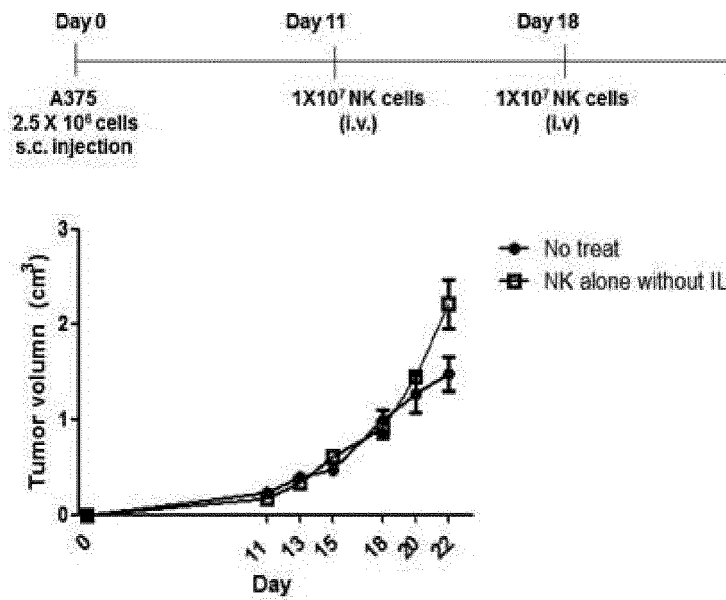 Day 0 Day 11 Day 18
A375 1X10⁷ NK cells 1X10⁷ NK cells
2.5 X 10⁶ cells (i.v.) (i.v)
s.c. injection
3
No treat
NK alone without IL
2
Tumor volumn (cm³)
1
0
0 11 13 15 18 20 22
Day